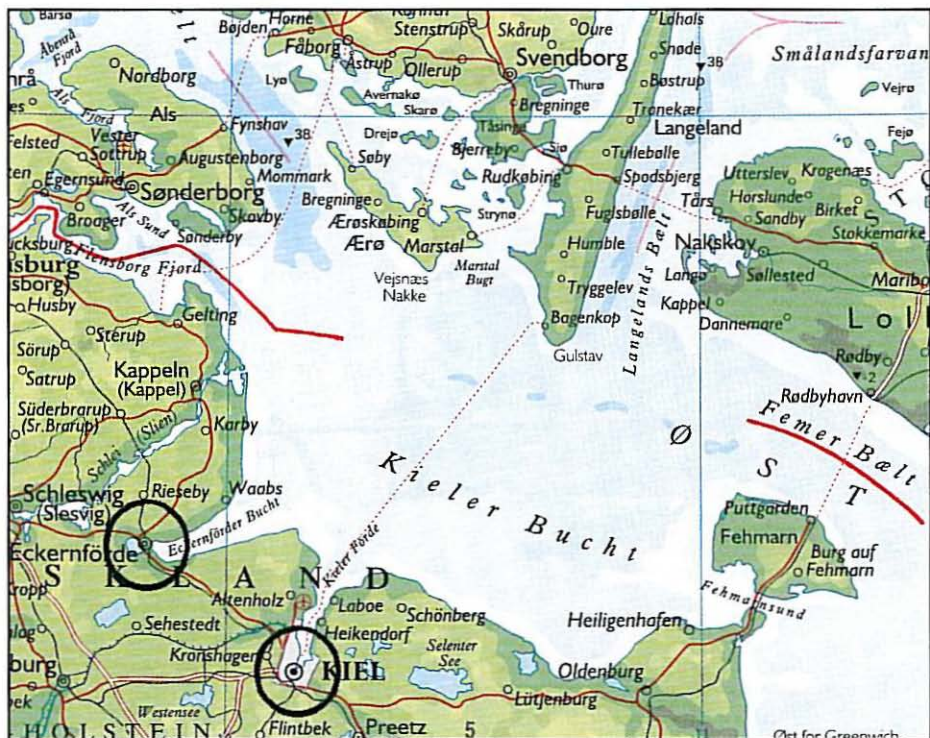 Barsø
Åbenrå
Fjord
Nordborg
Als
Fjord
Als
Vester
Sottrup
Felsted
Egernsund
Sønderborg
Broager
Als Sund
Augustenborg
Fynshav
Mommark
Skovby
Sønderby
Flensborg Fjord
Husby
Gelting
Sterup
Sörup
Satrup
Kappeln
(Kappel)
Süderbrarup
(Sr. Brarup)
Schlei (Slien)
Karby
Rieseby
Waabs
Schleswig
(Slesvig)
Eckernförde
Eckernförder Bucht
Horne
Bøjden
Fåborg
Åstrup
Stenstrup
Ollerup
Skårup
Oure
Svendborg
Lohals
Snøde
Bøstrup
Tranekær
38
Smålandsfarvan
Vejrø
Lyø
Avernakø
Skarø
Drejø
Thurø
Bregninge
Tåsinge
Bjerreby
Langeland
38
Søby
Bregninge
Ærøskøbing
Ærø
Marstal
Vejsnæs
Nakke
Marstal
Bugt
Strynø
Rudkøbing
Sjø
Tullebølle
Spodsbjerg
Fuglsbølle
Humble
Tryggelev
Bagenkop
Gulstav
Langelands Bælt
Fejø
Utterslev
Kragenæs
Horslunde
Birket
Sandby
Tårs
Stokkemarke
Nakskov
Langø
Søllested
Maribo
Kappel
Dannemare
Loll
Rødby
-2
Rødbyhavn
Femer Bælt
Ø S T
Kieler Bucht
Kieler Förde
Puttgarden
Fehmarn
Burg auf
Fehmarn
Fehmarnsund
S K L A N D
Altenholz
Laboe
Schönberg
Heikendorf
Sehestedt
Kronshagen
KIEL
Selenter
See
Heiligenhafen
Oldenburg
Lütjenburg
Westensee
HOLSTEIN
Flintbek
Preetz
5
Øst for Greenwich